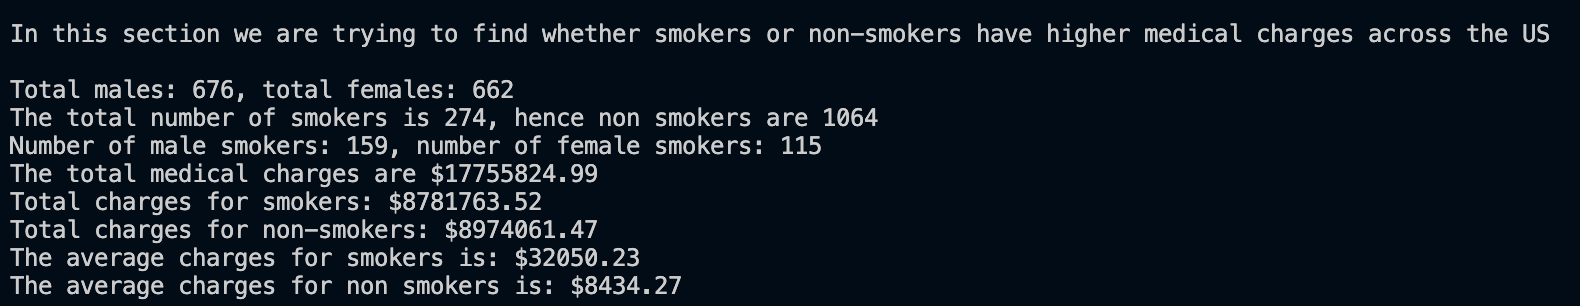 In this section we are trying to find whether smokers or non-smokers have higher medical charges across the US
Total males: 676, total females: 662
The total number of smokers is 274, hence non smokers are 1064
Number of male smokers: 159, number of female smokers: 115
The total medical charges are $17755824.99
Total charges for smokers: $8781763.52
Total charges for non-smokers: $8974061.47
The average charges for smokers is: $32050.23
The average charges for non smokers is: $8434.27